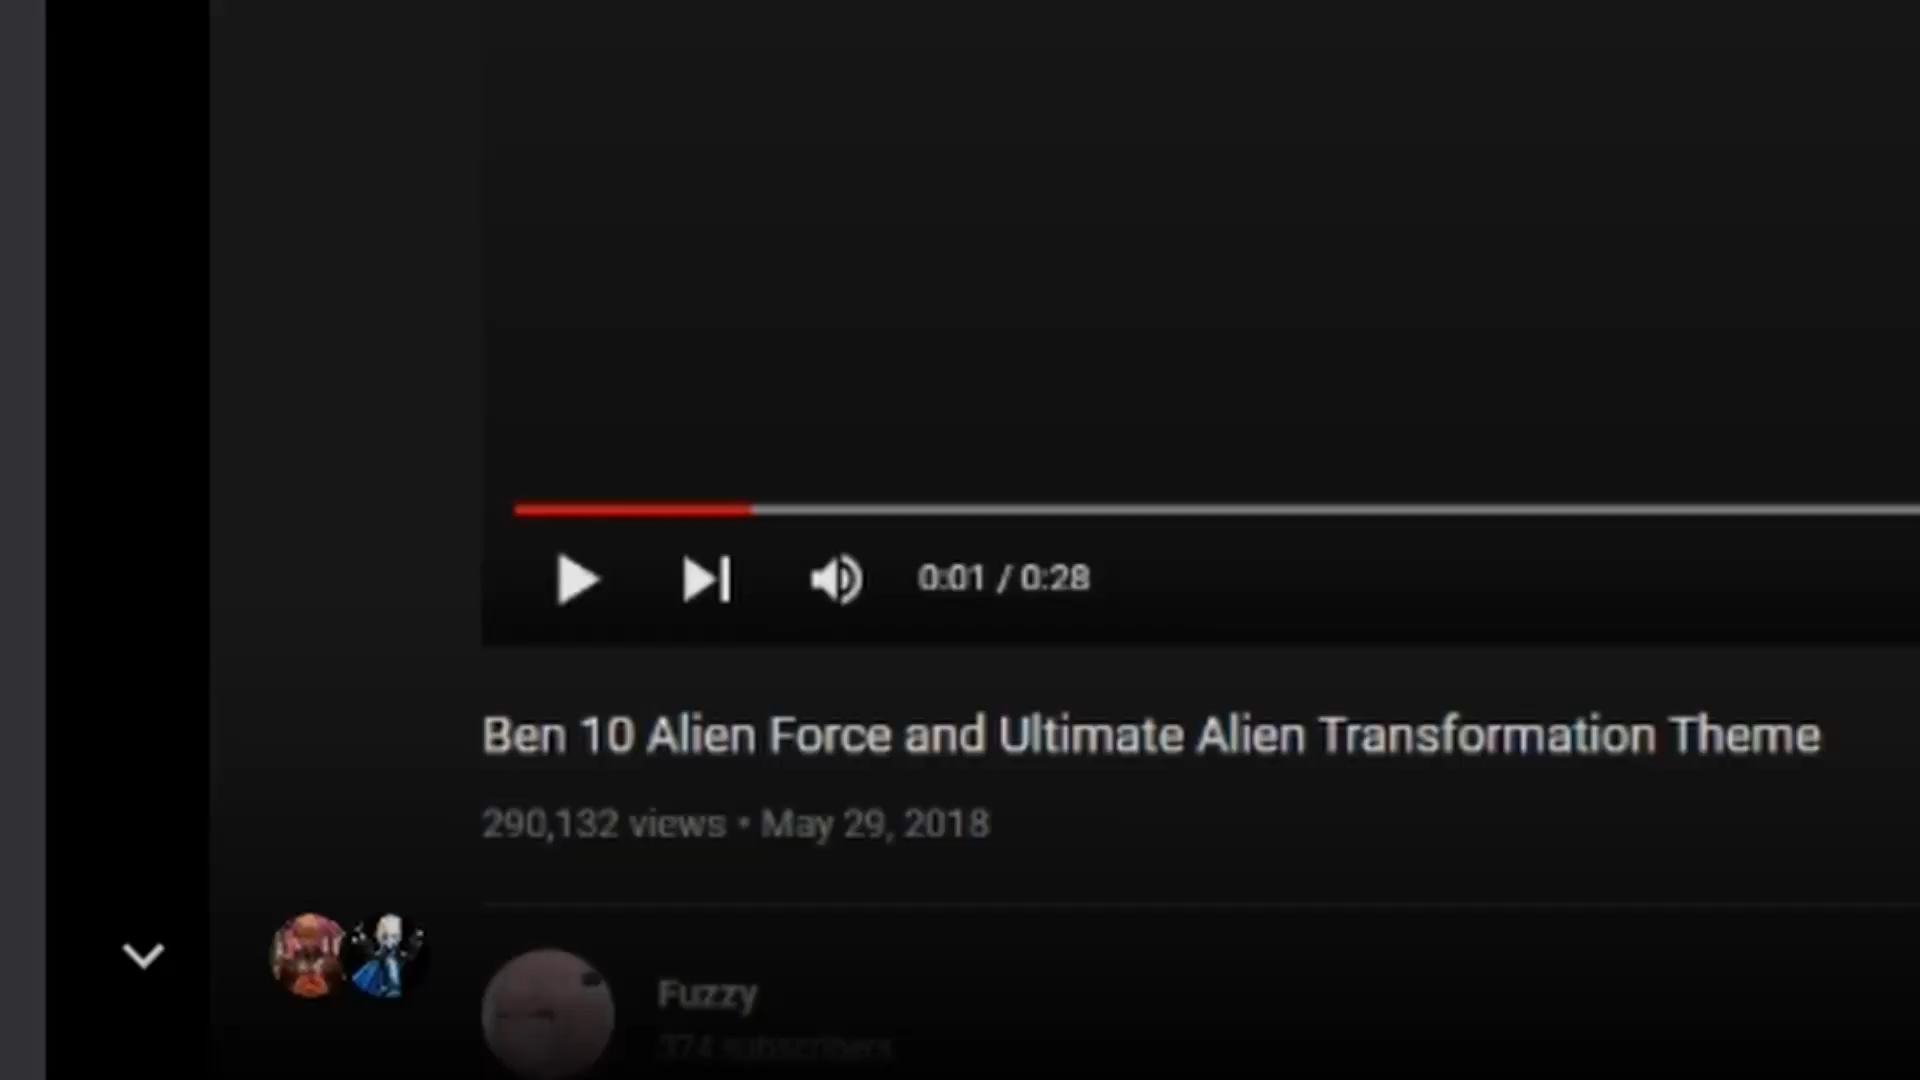 0:01 / 0:28
Ben 10 Alien Force and Ultimate Alien Transformation Theme
290,132 views • May 29, 2018
Fuzzy
374 subscribers